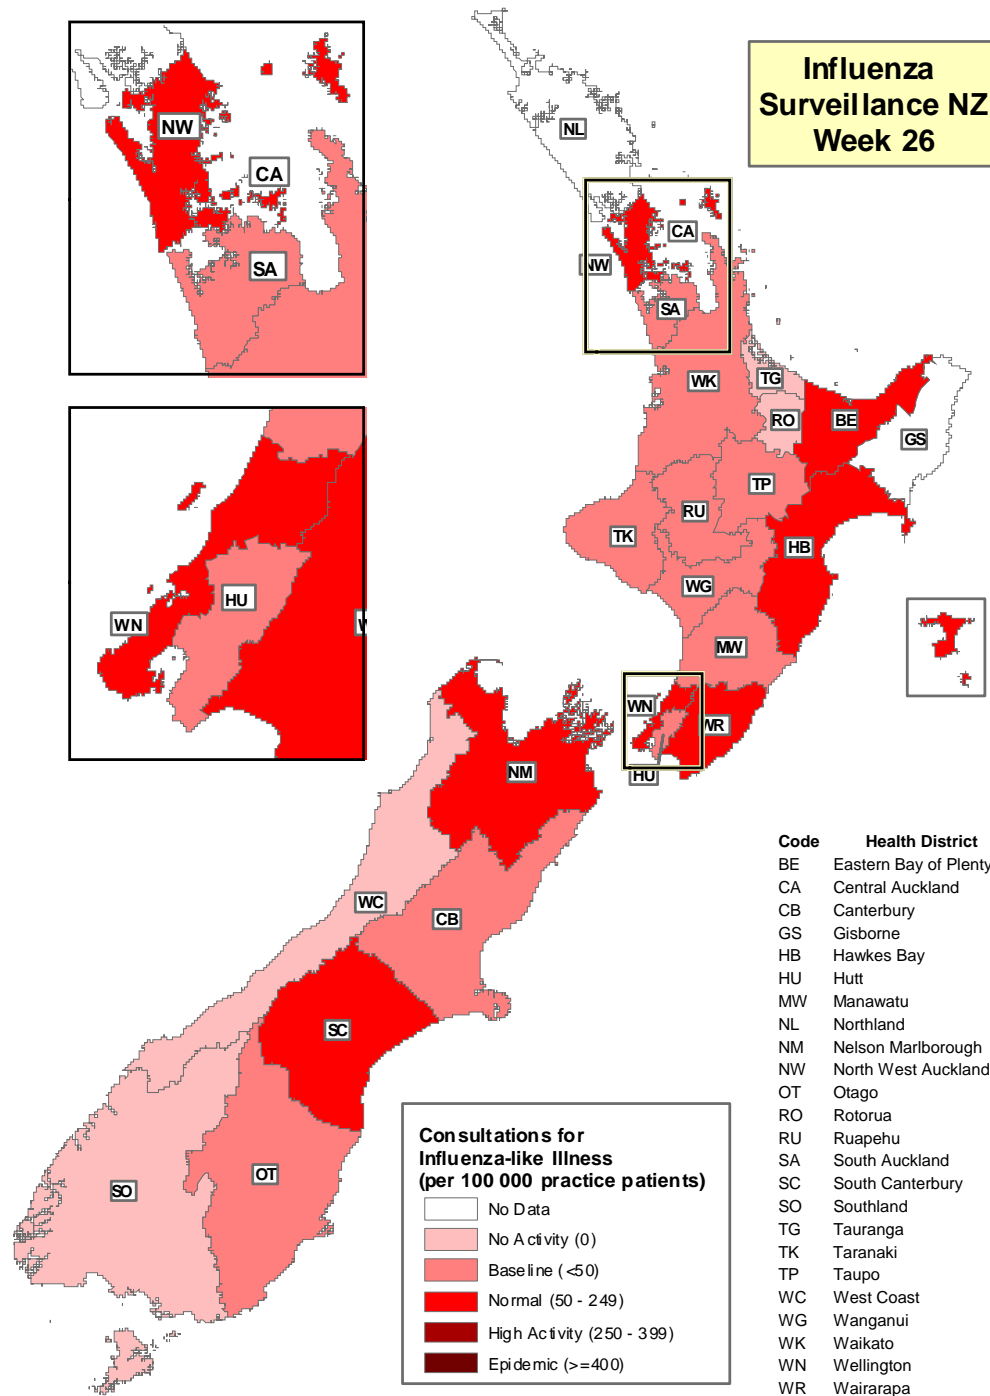 Influenza
Surveillance NZ
Week 26
NW
CA
SA
HU
WN
W
NL
CA
NW
SA
WK
TG
RO
BE
GS
TP
RU
TK
HB
WG
MW
WN
WR
HU
NM
WC
CB
SC
OT
SO
Consultations for
Influenza-like Illness
(per 100 000 practice patients)
No Data
No Activity (0)
Baseline (<50)
Normal (50 - 249)
High Activity (250 - 399)
Epidemic (>=400)
Code Health District
BE Eastern Bay of Plenty
CA Central Auckland
CB Canterbury
GS Gisborne
HB Hawkes Bay
HU Hutt
MW Manawatu
NL Northland
NM Nelson Marlborough
NW North West Auckland
OT Otago
RO Rotorua
RU Ruapehu
SA South Auckland
SC South Canterbury
SO Southland
TG Tauranga
TK Taranaki
TP Taupo
WC West Coast
WG Wanganui
WK Waikato
WN Wellington
WR Wairarapa